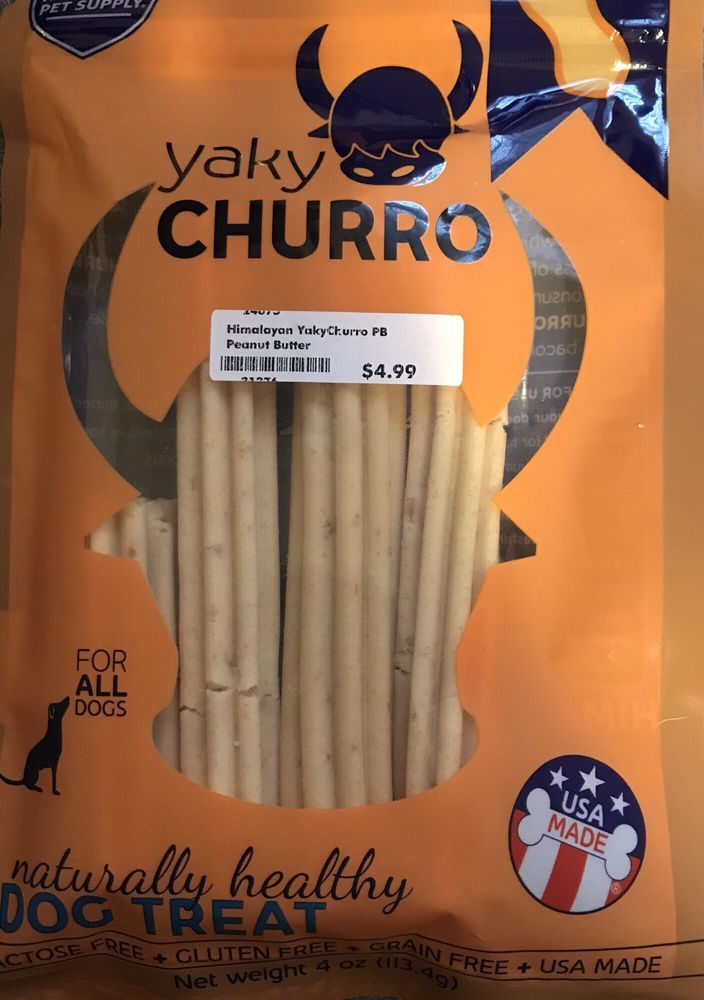 PET SUPPLY®
yaky
CHURRO
Himalayan YakyChurro PB
Peanut Butter
$4.99
FOR
ALL
DOGS
USA
MADE
®
naturally healthy
DOG TREAT
ACTOSE FREE + GLUTEN FREE + GRAIN FREE + USA MADE
Net weight 4 oz (113.4g)